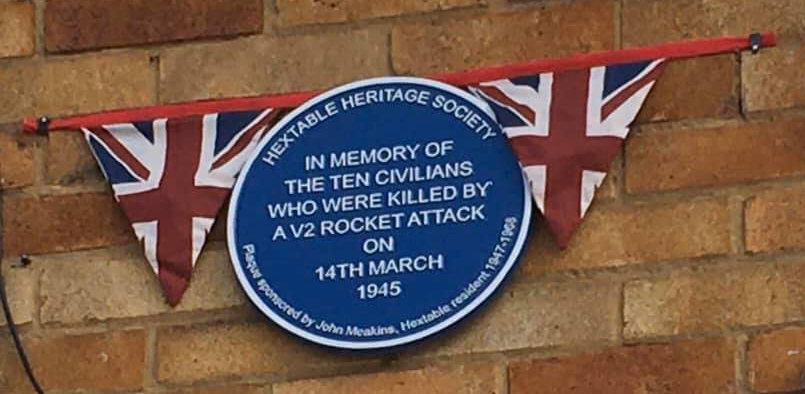 HEXTABLE HERITAGE SOCIETY
IN MEMORY OF
THE TEN CIVILIANS
WHO WERE KILLED BY
A V2 ROCKET ATTACK
ON
14TH MARCH
1945
Plaque sponsored by John Meakins, Hextable resident 1947-1968